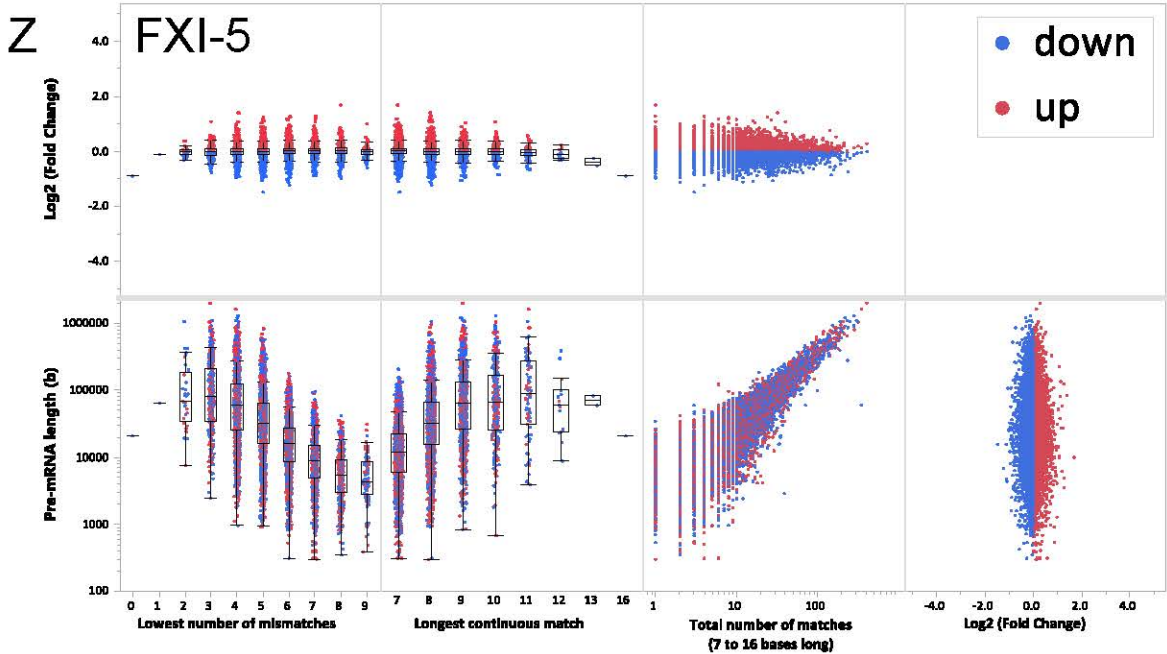 Z FXI-5
down
up
Log2 (Fold Change)
4.0
2.0
0.0
-2.0
-4.0
Pre-mRNA length (b)
1000000
100000
10000
1000
100
0 1 2 3 4 5 6 7 8 9
Lowest number of mismatches
7 8 9 10 11 12 13 16
Longest continuous match
1 10 100
Total number of matches
(7 to 16 bases long)
-4.0 -2.0 0.0 2.0 4.0
Log2 (Fold Change)